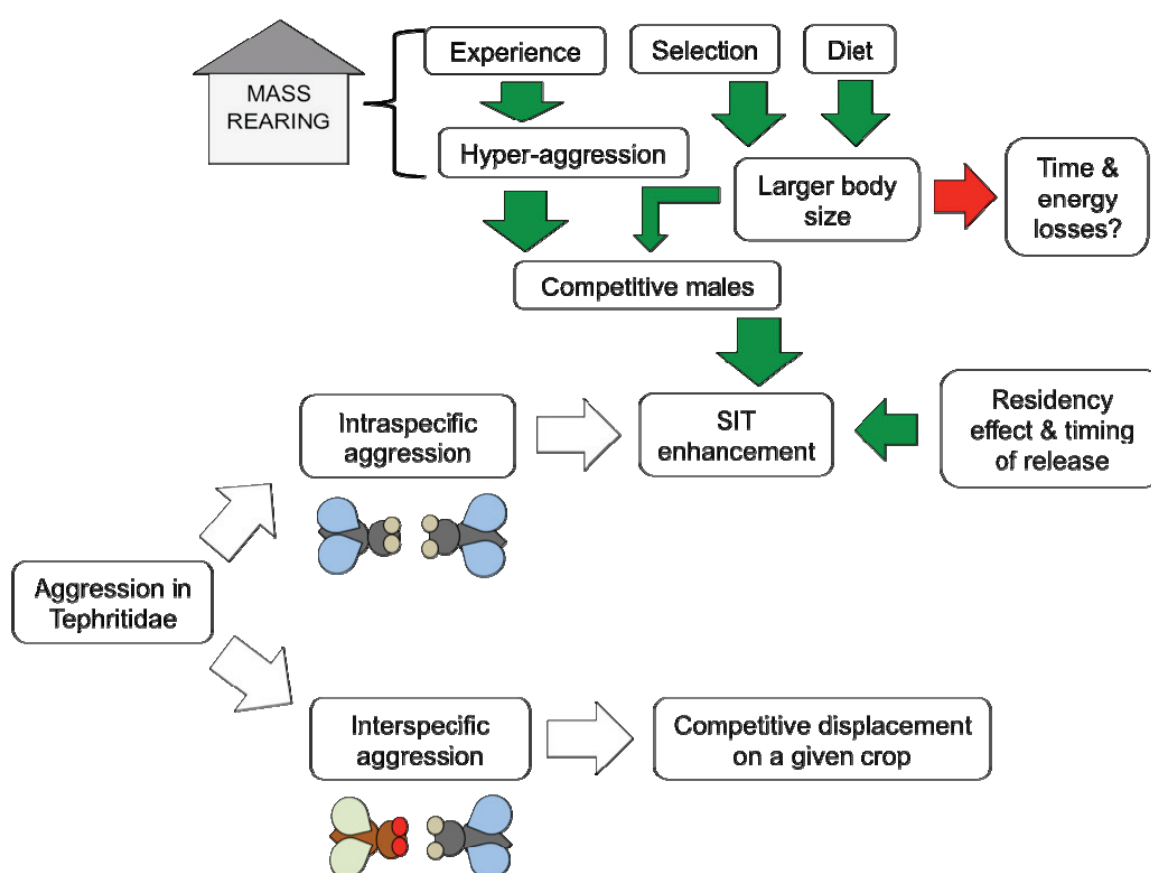 MASS
REARING
Experience
Selection
Diet
Hyper-aggression
Larger body
size
Time &
energy
losses?
Competitive males
Intraspecific
aggression
SIT
enhancement
Residency
effect & timing
of release
Aggression in
Tephritidae
Interspecific
aggression
Competitive displacement
on a given crop